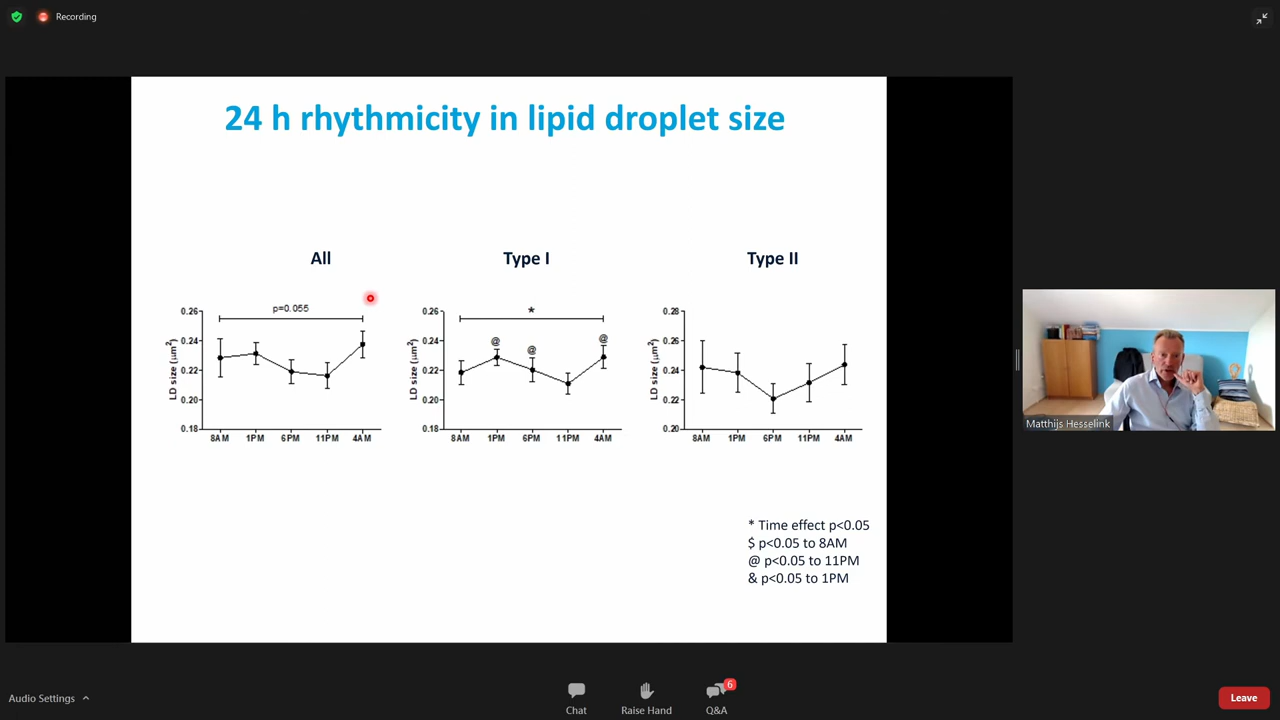 Recording
24 h rhythmicity in lipid droplet size
All
Type I
Type II
p=0.055
0.26
0.24
0.22
0.20
0.18
LD size (µm²)
8AM 1PM 6PM 11PM 4AM
*
@
@
@
0.26
0.24
0.22
0.20
0.18
LD size (µm²)
8AM 1PM 6PM 11PM 4AM
0.28
0.26
0.24
0.22
0.20
LD size (µm²)
8AM 1PM 6PM 11PM 4AM
* Time effect p<0.05
$ p<0.05 to 8AM
@ p<0.05 to 11PM
& p<0.05 to 1PM
Matthijs Hesselink
Audio Settings
Chat
Raise Hand
6
Q&A
Leave